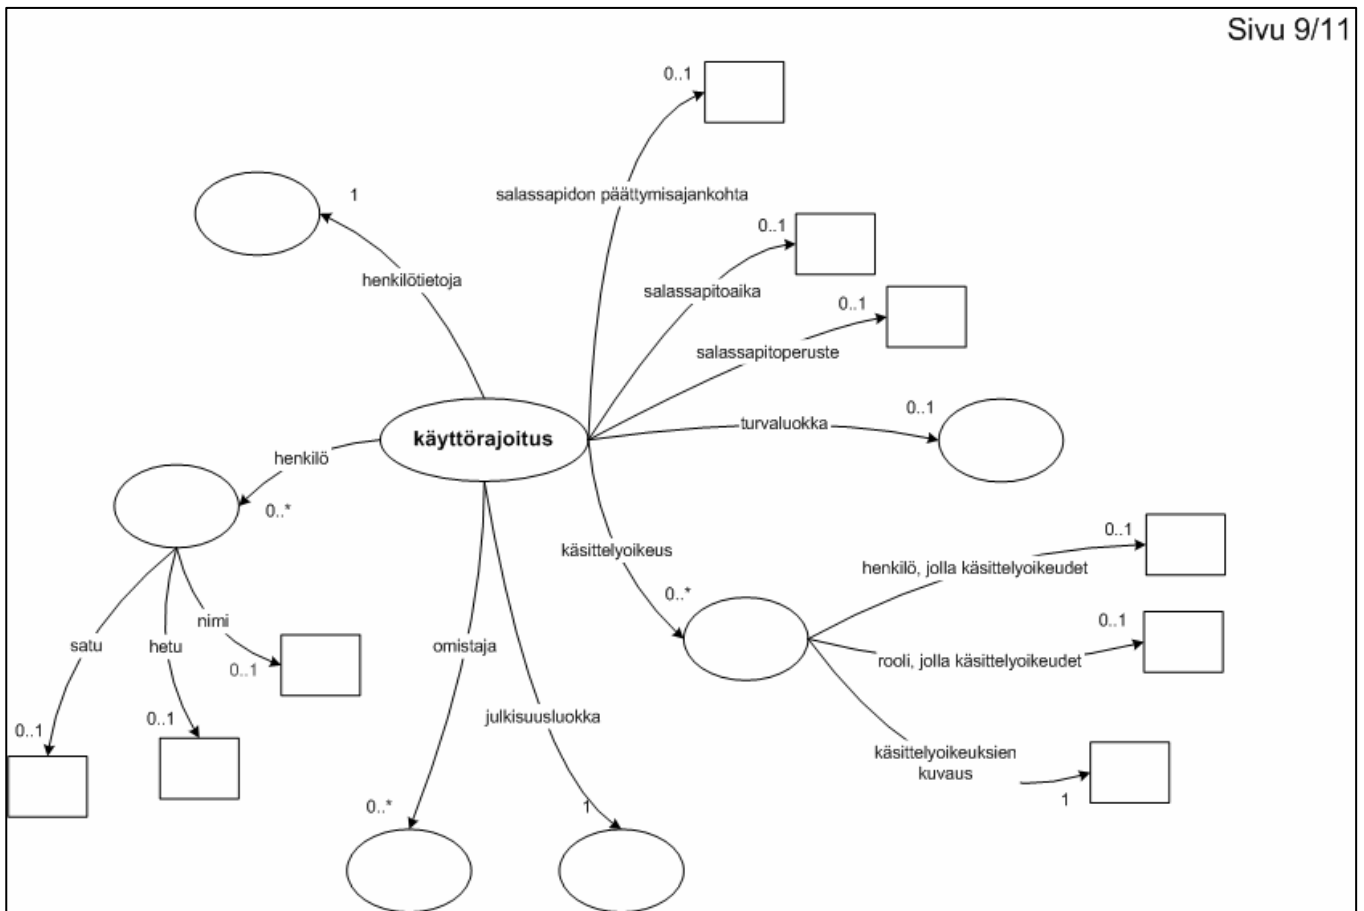 Sivu 9/11
0..1
salassapidon päättymisajankohta
1
henkilötietoja
0..1
salassapitoaika
0..1
salassapitoperuste
0..1
turvaluokka
käyttörajoitus
henkilö
0..*
käsittelyoikeus
0..*
0..1
henkilö, jolla käsittelyoikeudet
0..1
rooli, jolla käsittelyoikeudet
käsittelyoikeuksien
kuvaus
1
nimi
satu
hetu
0..1
0..1
0..1
omistaja
julkisuusluokka
0..*
1